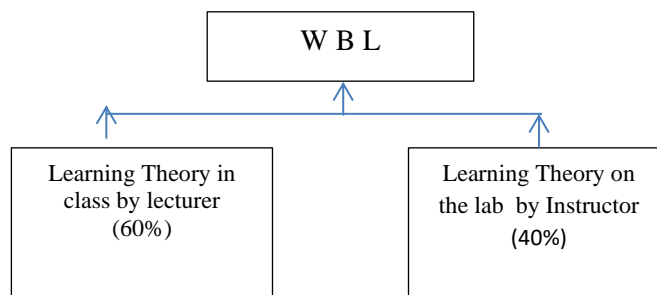 W B L
Learning Theory in
class by lecturer
(60%)
Learning Theory on
the lab by Instructor
(40%)